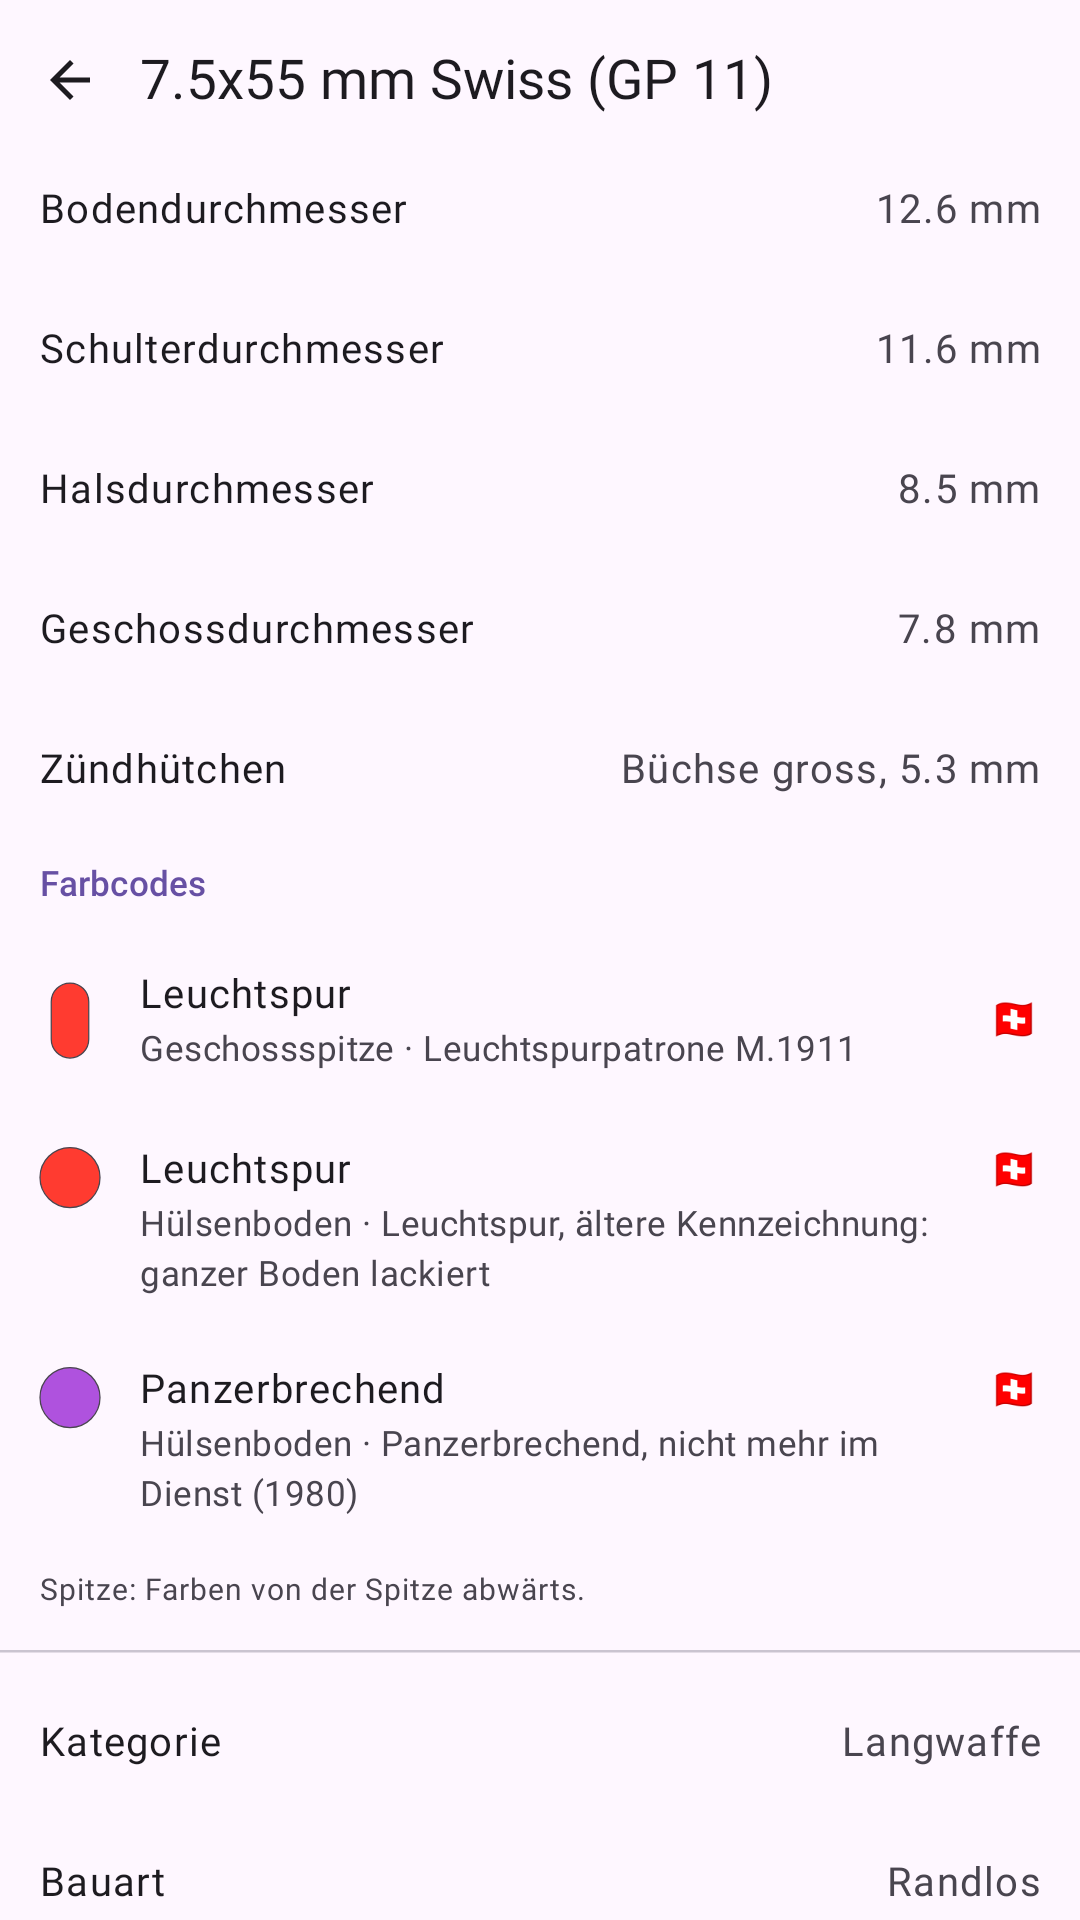 7.5x55 mm Swiss (GP 11)
Bodendurchmesser 12.6 mm
Schulterdurchmesser 11.6 mm
Halsdurchmesser 8.5 mm
Geschossdurchmesser 7.8 mm
Zündhütchen Büchse gross, 5.3 mm
Farbcodes
Leuchtspur
Geschossspitze · Leuchtspurpatrone M.1911
Leuchtspur
Hülsenboden · Leuchtspur, ältere Kennzeichnung:
ganzer Boden lackiert
Panzerbrechend
Hülsenboden · Panzerbrechend, nicht mehr im
Dienst (1980)
Spitze: Farben von der Spitze abwärts.
Kategorie Langwaffe
Bauart Randlos